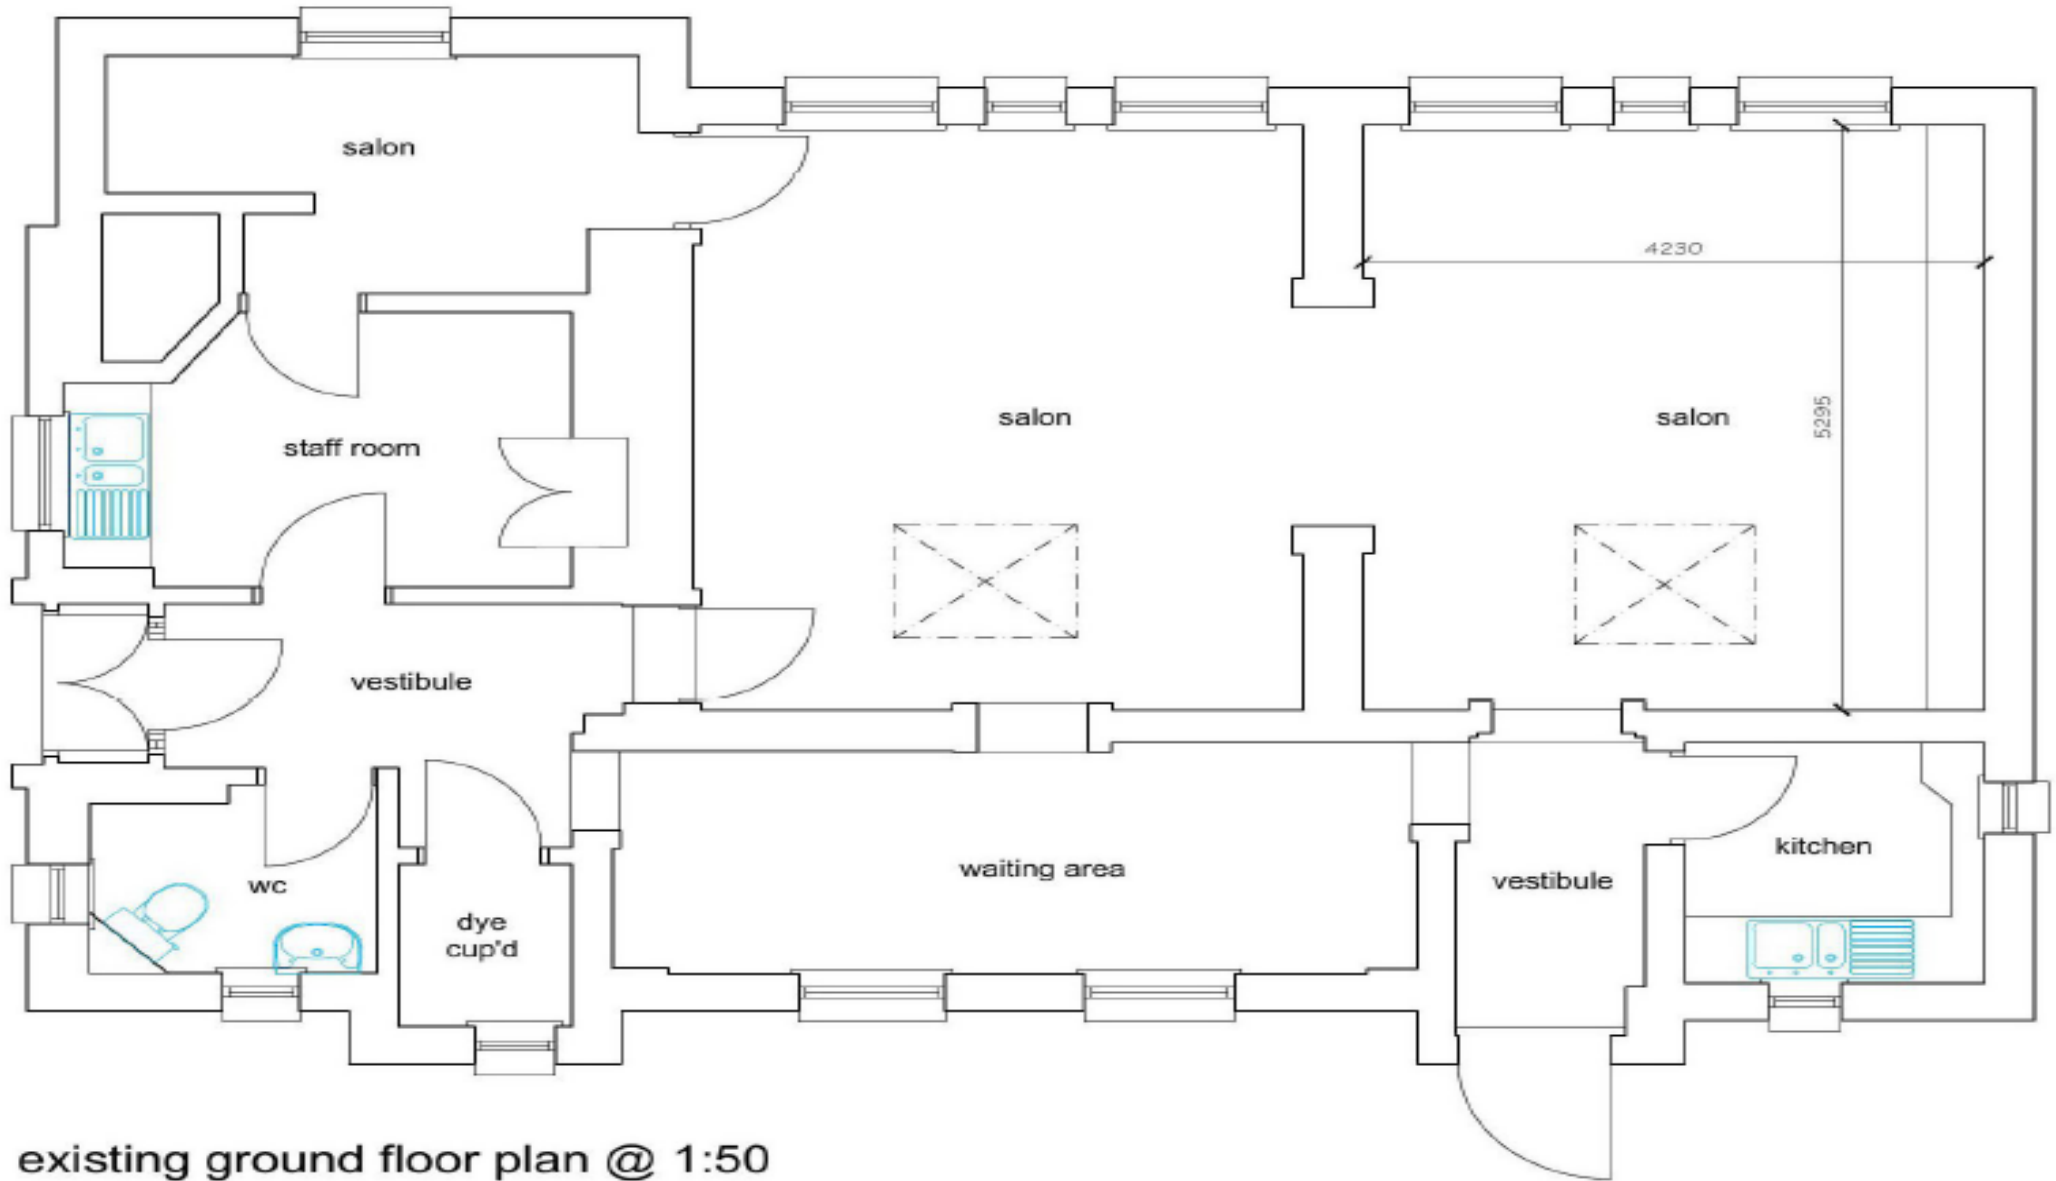 salon
4230
salon
salon
5295
staff room
vestibule
waiting area
kitchen
vestibule
wc
dye
cup'd
existing ground floor plan @ 1:50